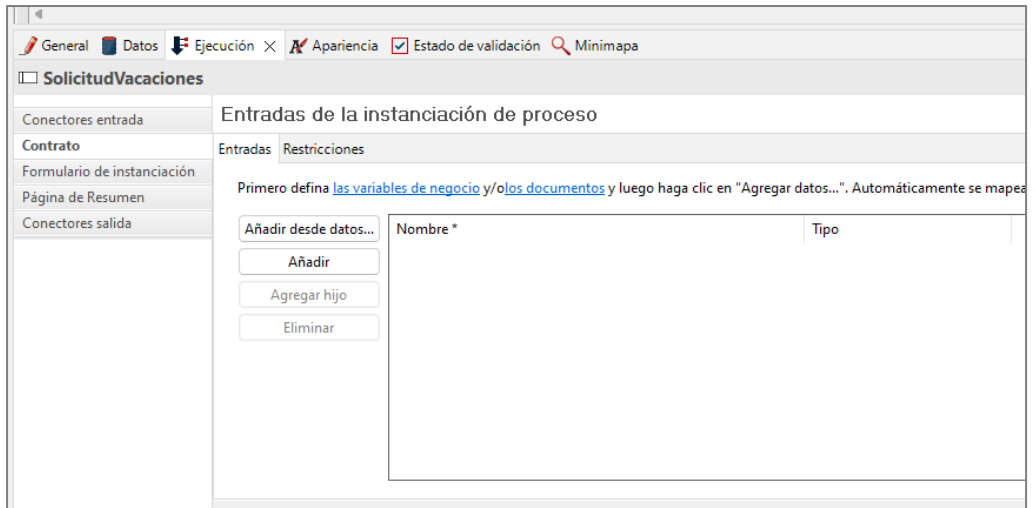 General Datos Ejecución Apariencia Estado de validación Minimapa
SolicitudVacaciones
Conectores entrada
Contrato
Formulario de instanciación
Página de Resumen
Conectores salida
Entradas de la instanciación de proceso
Entradas Restricciones
Primero defina las variables de negocio y/olos documentos y luego haga clic en "Agregar datos...". Automáticamente se mapea
Añadir desde datos...
Añadir
Agregar hijo
Eliminar
Nombre * Tipo